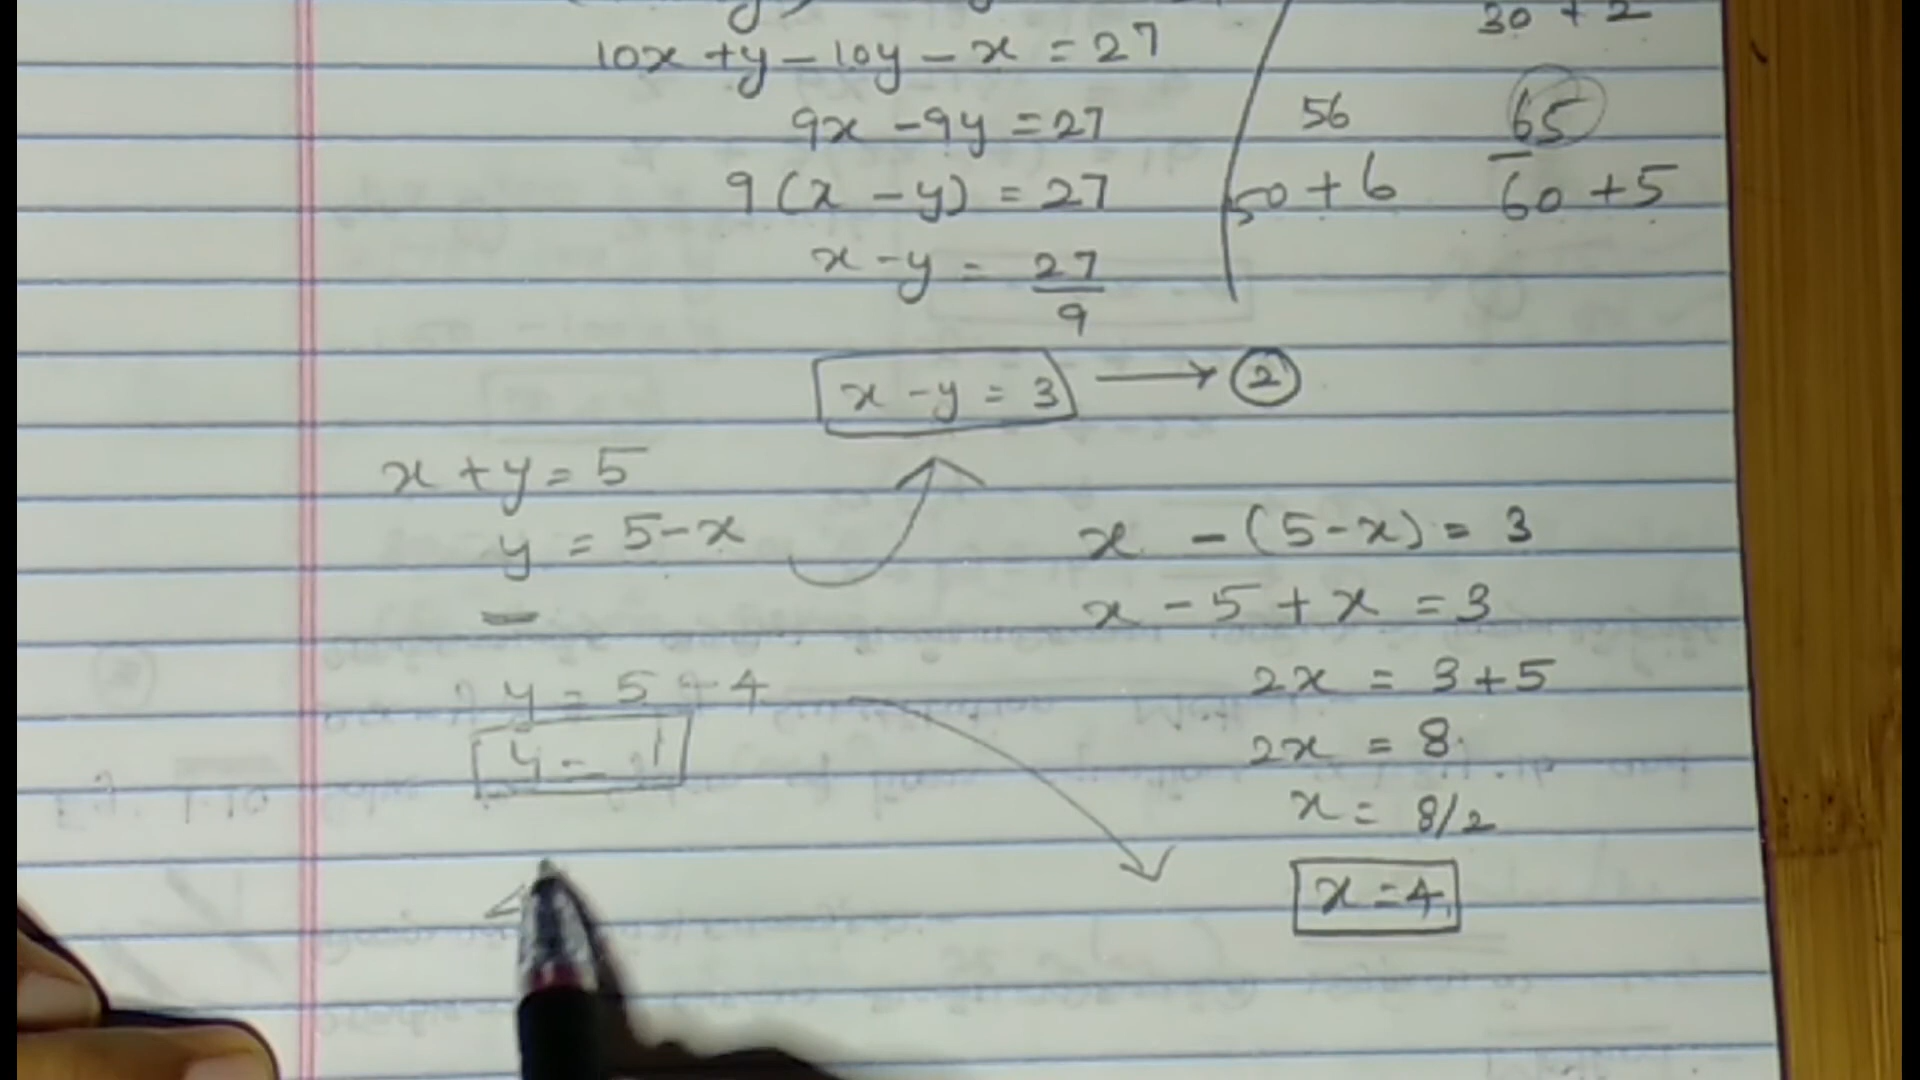 30 + 2
10x + y - 10y - x = 27
9x - 9y = 27
56 65
9 (x - y) = 27
50 + 6 60 + 5
x - y = 27/9
x - y = 3 → 2
x + y = 5
y = 5 - x
x - (5 - x) = 3
x - 5 + x = 3
y = 5 - 4
2x = 3 + 5
y = 1
2x = 8
x = 8/2
x = 4